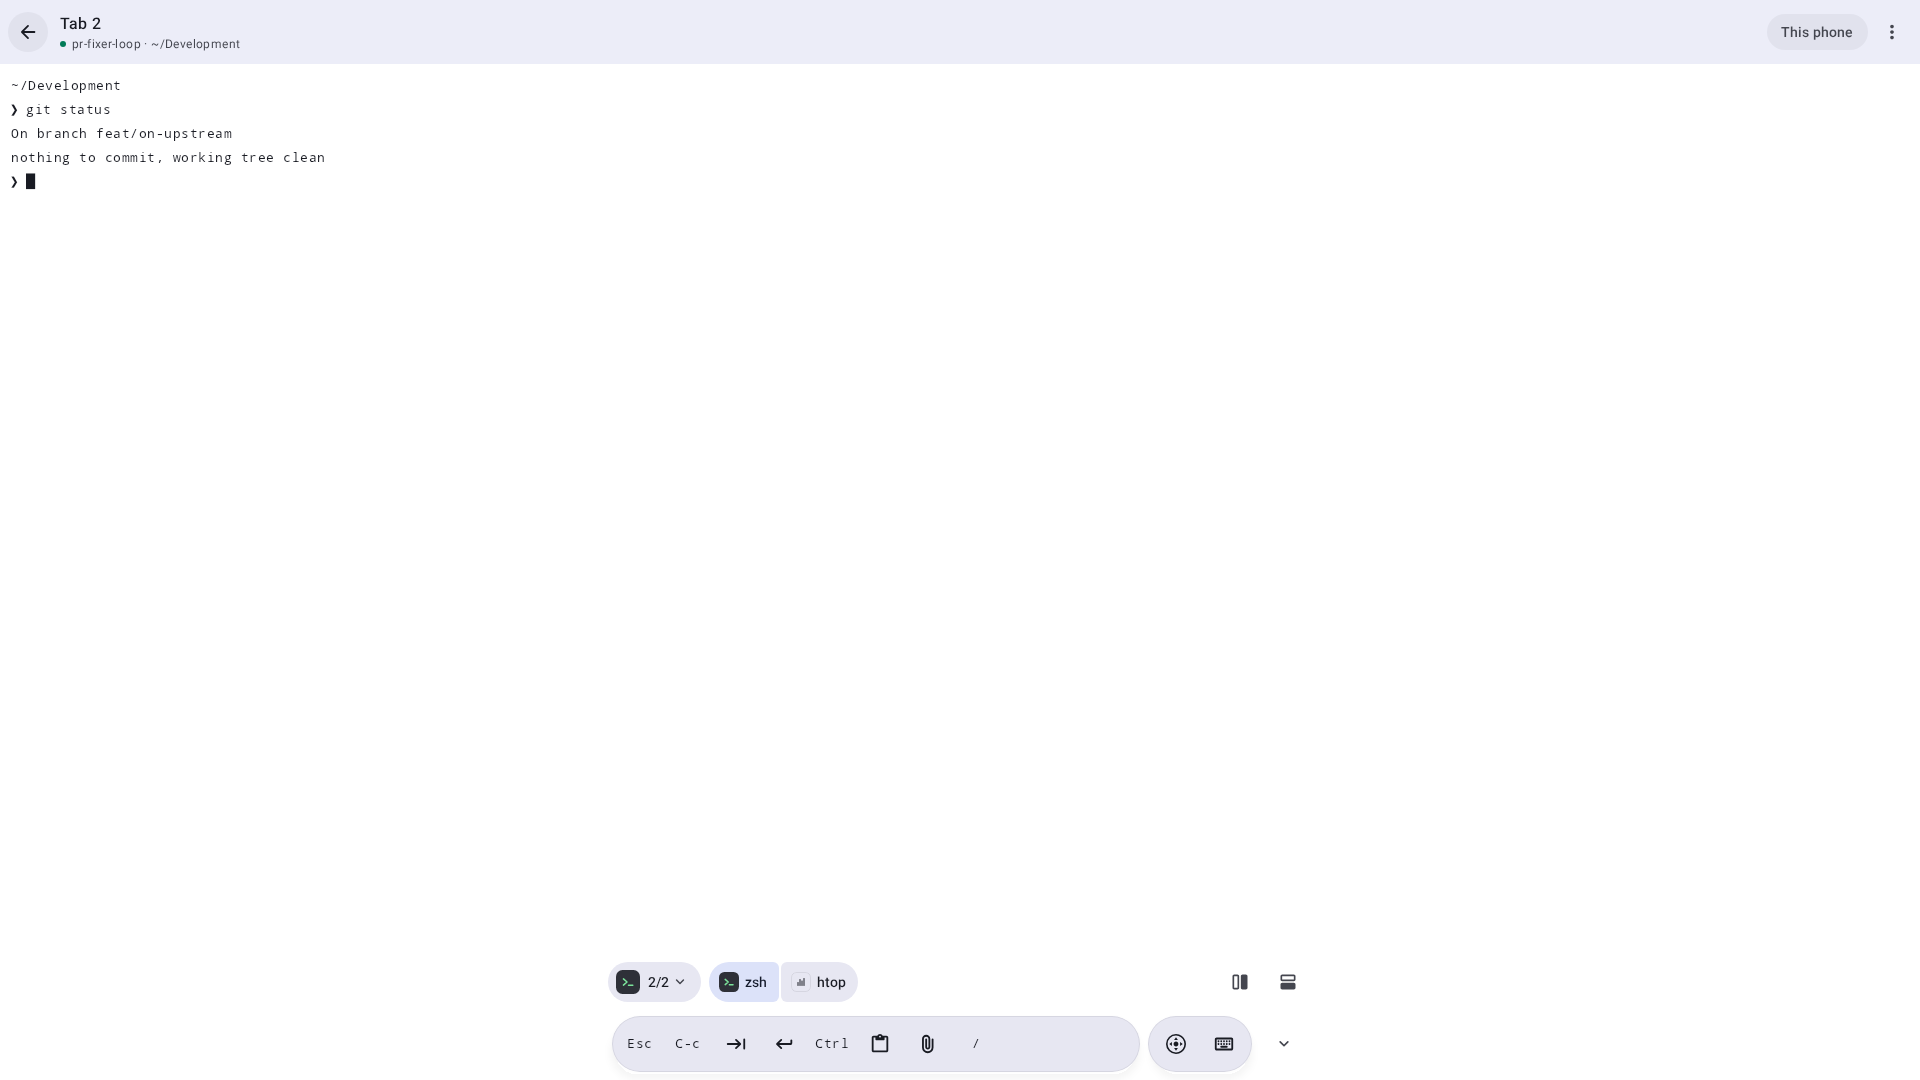 Tab 2
pr-fixer-loop · ~/Development
This phone
~/Development
❯ git status
On branch feat/on-upstream
nothing to commit, working tree clean
❯
2/2
zsh
htop
Esc
C-c
Ctrl
/